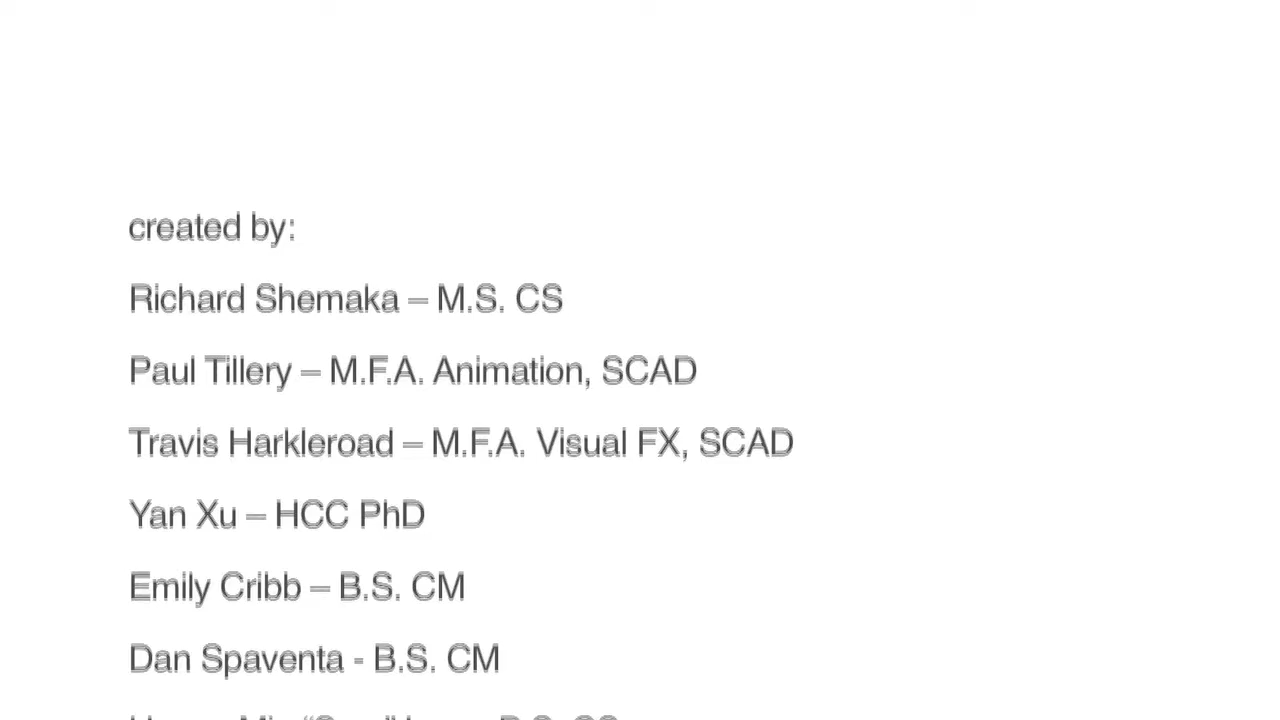 created by:
Richard Shemaka – M.S. CS
Paul Tillery – M.F.A. Animation, SCAD
Travis Harkleroad – M.F.A. Visual FX, SCAD
Yan Xu – HCC PhD
Emily Cribb – B.S. CM
Dan Spaventa - B.S. CM